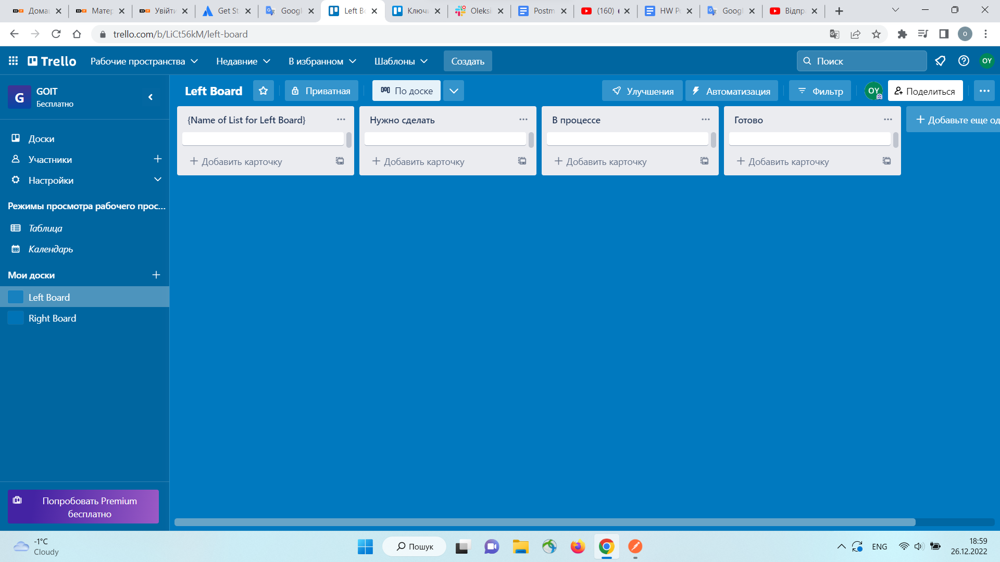 Дома
Матер
Увійти
Get St
Googl
Left Bo
Ключи
Oleksi
Postm
(160)
HW Po
Googl
Відпр
trello.com/b/LiCt56kM/left-board
O
Trello
Рабочие пространства
Недавние
В избранном
Шаблоны
Создать
Поиск
OY
G
GOIT
Бесплатно
Left Board
Приватная
По доске
Улучшения
Автоматизация
Фильтр
OY
Поделиться
{Name of List for Left Board}
Нужно сделать
В процессе
Готово
Добавьте еще од
Добавить карточку
Добавить карточку
Добавить карточку
Добавить карточку
Доски
Участники
Настройки
Режимы просмотра рабочего прос...
Таблица
Календарь
Мои доски
Left Board
Right Board
Попробовать Premium
бесплатно
-1°C
Cloudy
Пошук
ENG
18:59
26.12.2022